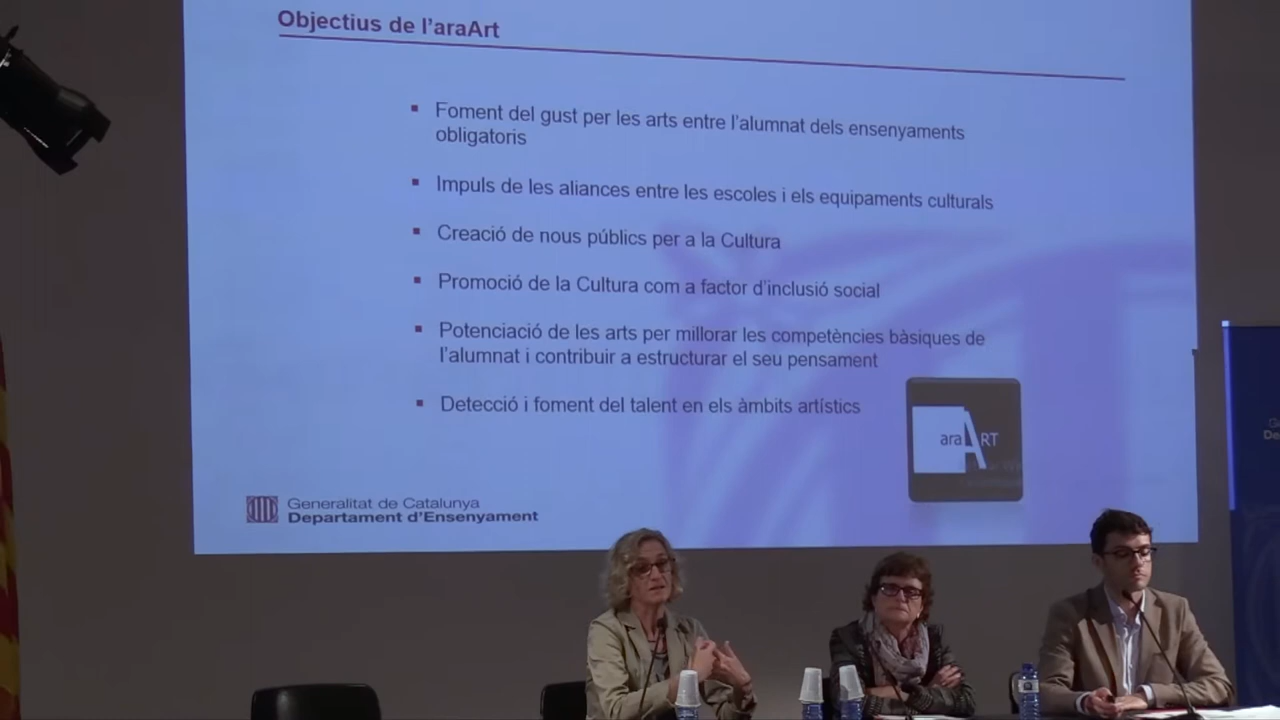 Objectius de l'araArt
▪ Foment del gust per les arts entre l'alumnat dels ensenyaments
obligatoris
▪ Impuls de les aliances entre les escoles i els equipaments culturals
▪ Creació de nous públics per a la Cultura
▪ Promoció de la Cultura com a factor d'inclusió social
▪ Potenciació de les arts per millorar les competències bàsiques de
l'alumnat i contribuir a estructurar el seu pensament
▪ Detecció i foment del talent en els àmbits artístics
araART
Generalitat de Catalunya
Departament d'Ensenyament